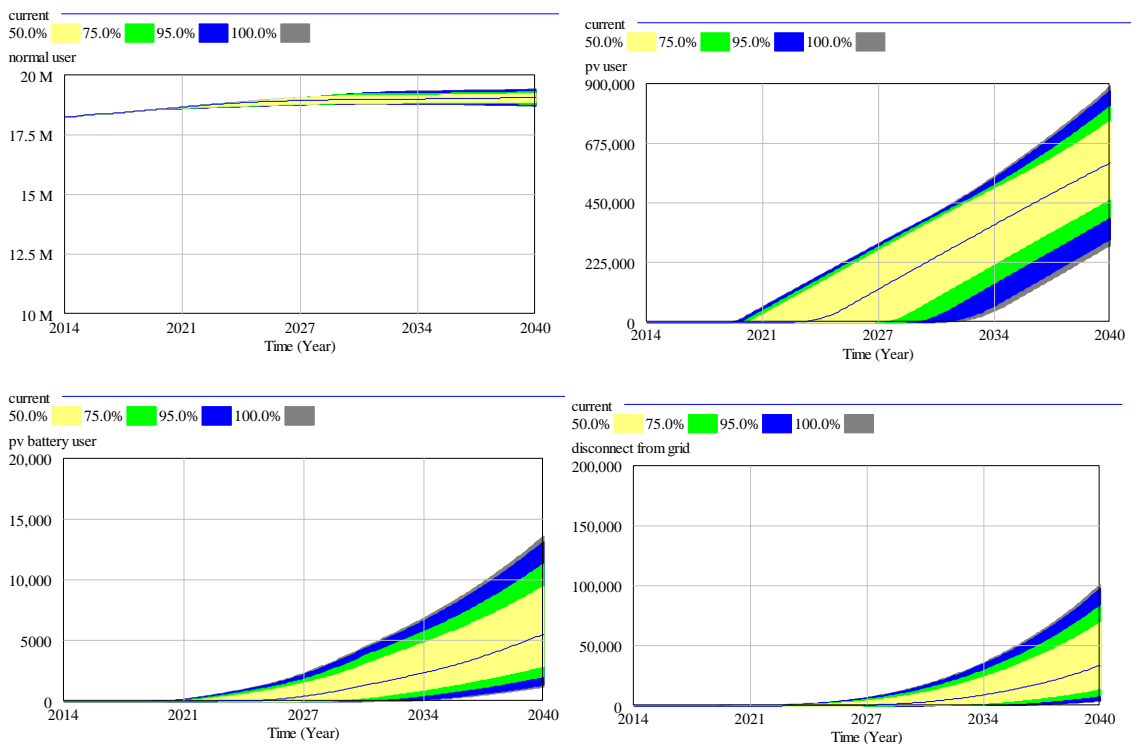 current
50.0% 75.0% 95.0% 100.0%
normal user
20 M
17.5 M
15 M
12.5 M
10 M
2014 2021 2027 2034 2040
Time (Year)
current
50.0% 75.0% 95.0% 100.0%
pv user
900,000
675,000
450,000
225,000
0
2014 2021 2027 2034 2040
Time (Year)
current
50.0% 75.0% 95.0% 100.0%
pv battery user
20,000
15,000
10,000
5000
0
2014 2021 2027 2034 2040
Time (Year)
current
50.0% 75.0% 95.0% 100.0%
disconnect from grid
200,000
150,000
100,000
50,000
0
2014 2021 2027 2034 2040
Time (Year)